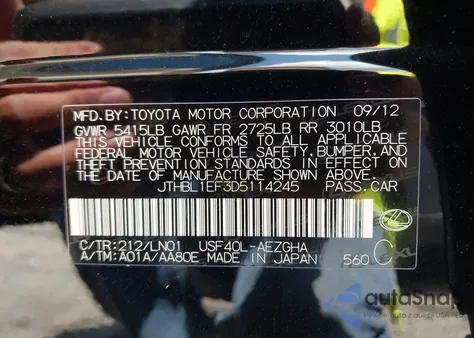 MFD.BY:TOYOTA MOTOR CORPORATION 09/12
GVWR 5415LB GAWR FR 2725LB RR 3010LB
THIS VEHICLE CONFORMS TO ALL APPLICABLE
FEDERAL MOTOR VEHICLE SAFETY,BUMPER,AND
THEFT PREVENTION STANDARDS IN EFFECT ON
THE DATE OF MANUFACTURE SHOWN ABOVE.
JTHBL1EF3D5114245 PASS.CAR
C/TR:212/LN01 USF40L-AEZGHA
A/TM:A01A/AA80E MADE IN JAPAN 560
autoSnap